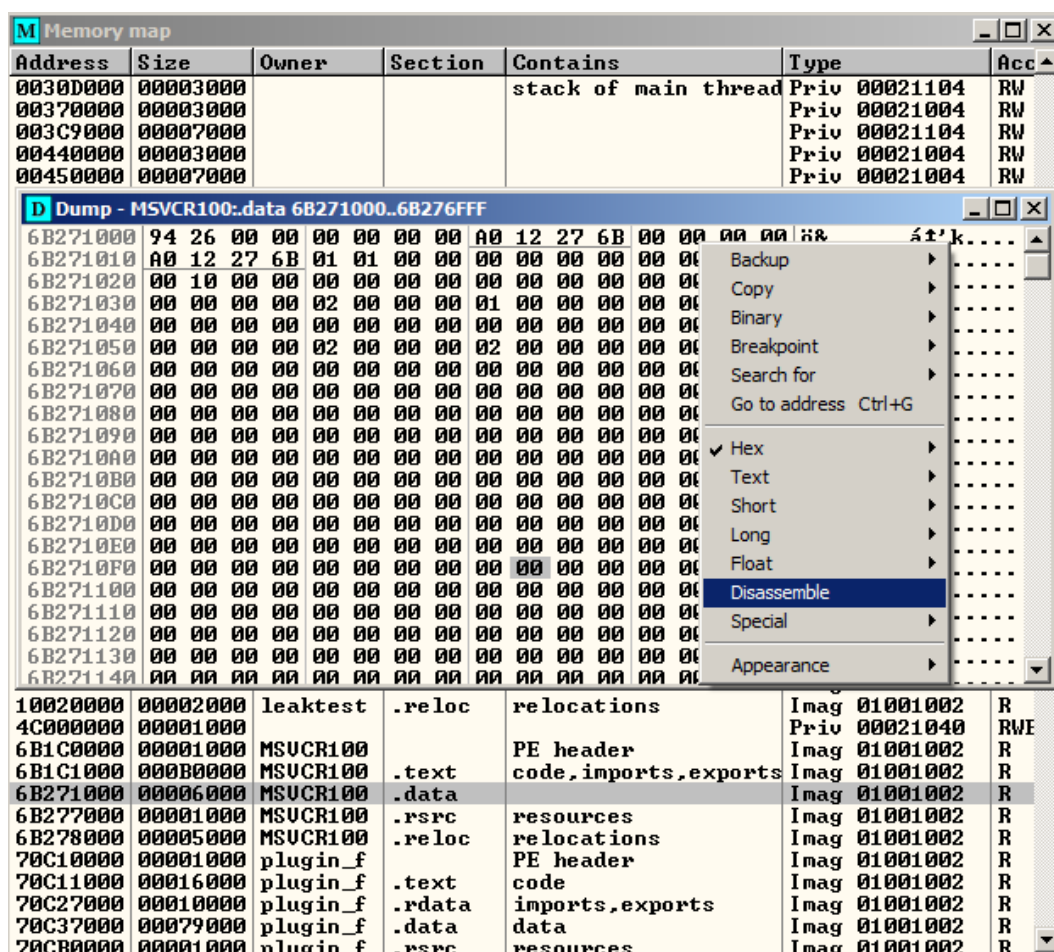 M Memory map
Address Size Owner Section Contains Type Acc
0030D000 00003000 stack of main thread Priv 00021104 RW
00370000 00003000 Priv 00021004 RW
003C9000 00007000 Priv 00021104 RW
00440000 00003000 Priv 00021004 RW
00450000 00007000 Priv 00021004 RW
D Dump - MSVCR100:.data 6B271000..6B276FFF
6B271000 94 26 00 00 00 00 00 00 A0 12 27 6B 00 00 00 00 ö& á‡'k....
6B271010 A0 12 27 6B 01 01 00 00 00 00 00 00 00
6B271020 00 10 00 00 00 00 00 00 00 00 00 00 00
6B271030 00 00 00 00 02 00 00 00 01 00 00 00 00
6B271040 00 00 00 00 00 00 00 00 00 00 00 00 00
6B271050 00 00 00 00 02 00 00 00 02 00 00 00 00
6B271060 00 00 00 00 00 00 00 00 00 00 00 00 00
6B271070 00 00 00 00 00 00 00 00 00 00 00 00 00
6B271080 00 00 00 00 00 00 00 00 00 00 00 00 00
6B271090 00 00 00 00 00 00 00 00 00 00 00 00 00
6B2710A0 00 00 00 00 00 00 00 00 00 00 00 00 00
6B2710B0 00 00 00 00 00 00 00 00 00 00 00 00 00
6B2710C0 00 00 00 00 00 00 00 00 00 00 00 00 00
6B2710D0 00 00 00 00 00 00 00 00 00 00 00 00 00
6B2710E0 00 00 00 00 00 00 00 00 00 00 00 00 00
6B2710F0 00 00 00 00 00 00 00 00 00 00 00 00 00
6B271100 00 00 00 00 00 00 00 00 00 00 00 00 00
6B271110 00 00 00 00 00 00 00 00 00 00 00 00 00
6B271120 00 00 00 00 00 00 00 00 00 00 00 00 00
6B271130 00 00 00 00 00 00 00 00 00 00 00 00 00
6B271140 00 00 00 00 00 00 00 00 00 00 00 00 00
Backup
Copy
Binary
Breakpoint
Search for
Go to address Ctrl+G
Hex
Text
Short
Long
Float
Disassemble
Special
Appearance
10020000 00002000 leaktest .reloc relocations Imag 01001002 R
4C000000 00001000 Priv 00021040 RWE
6B1C0000 00001000 MSVCR100 PE header Imag 01001002 R
6B1C1000 000B0000 MSVCR100 .text code,imports,exports Imag 01001002 R
6B271000 00006000 MSVCR100 .data Imag 01001002 R
6B277000 00001000 MSVCR100 .rsrc resources Imag 01001002 R
6B278000 00005000 MSVCR100 .reloc relocations Imag 01001002 R
70C10000 00001000 plugin_f PE header Imag 01001002 R
70C11000 00016000 plugin_f .text code Imag 01001002 R
70C27000 00010000 plugin_f .rdata imports,exports Imag 01001002 R
70C37000 00079000 plugin_f .data data Imag 01001002 R
70CB0000 00001000 plugin_f .rsrc resources Imag 01001002 R